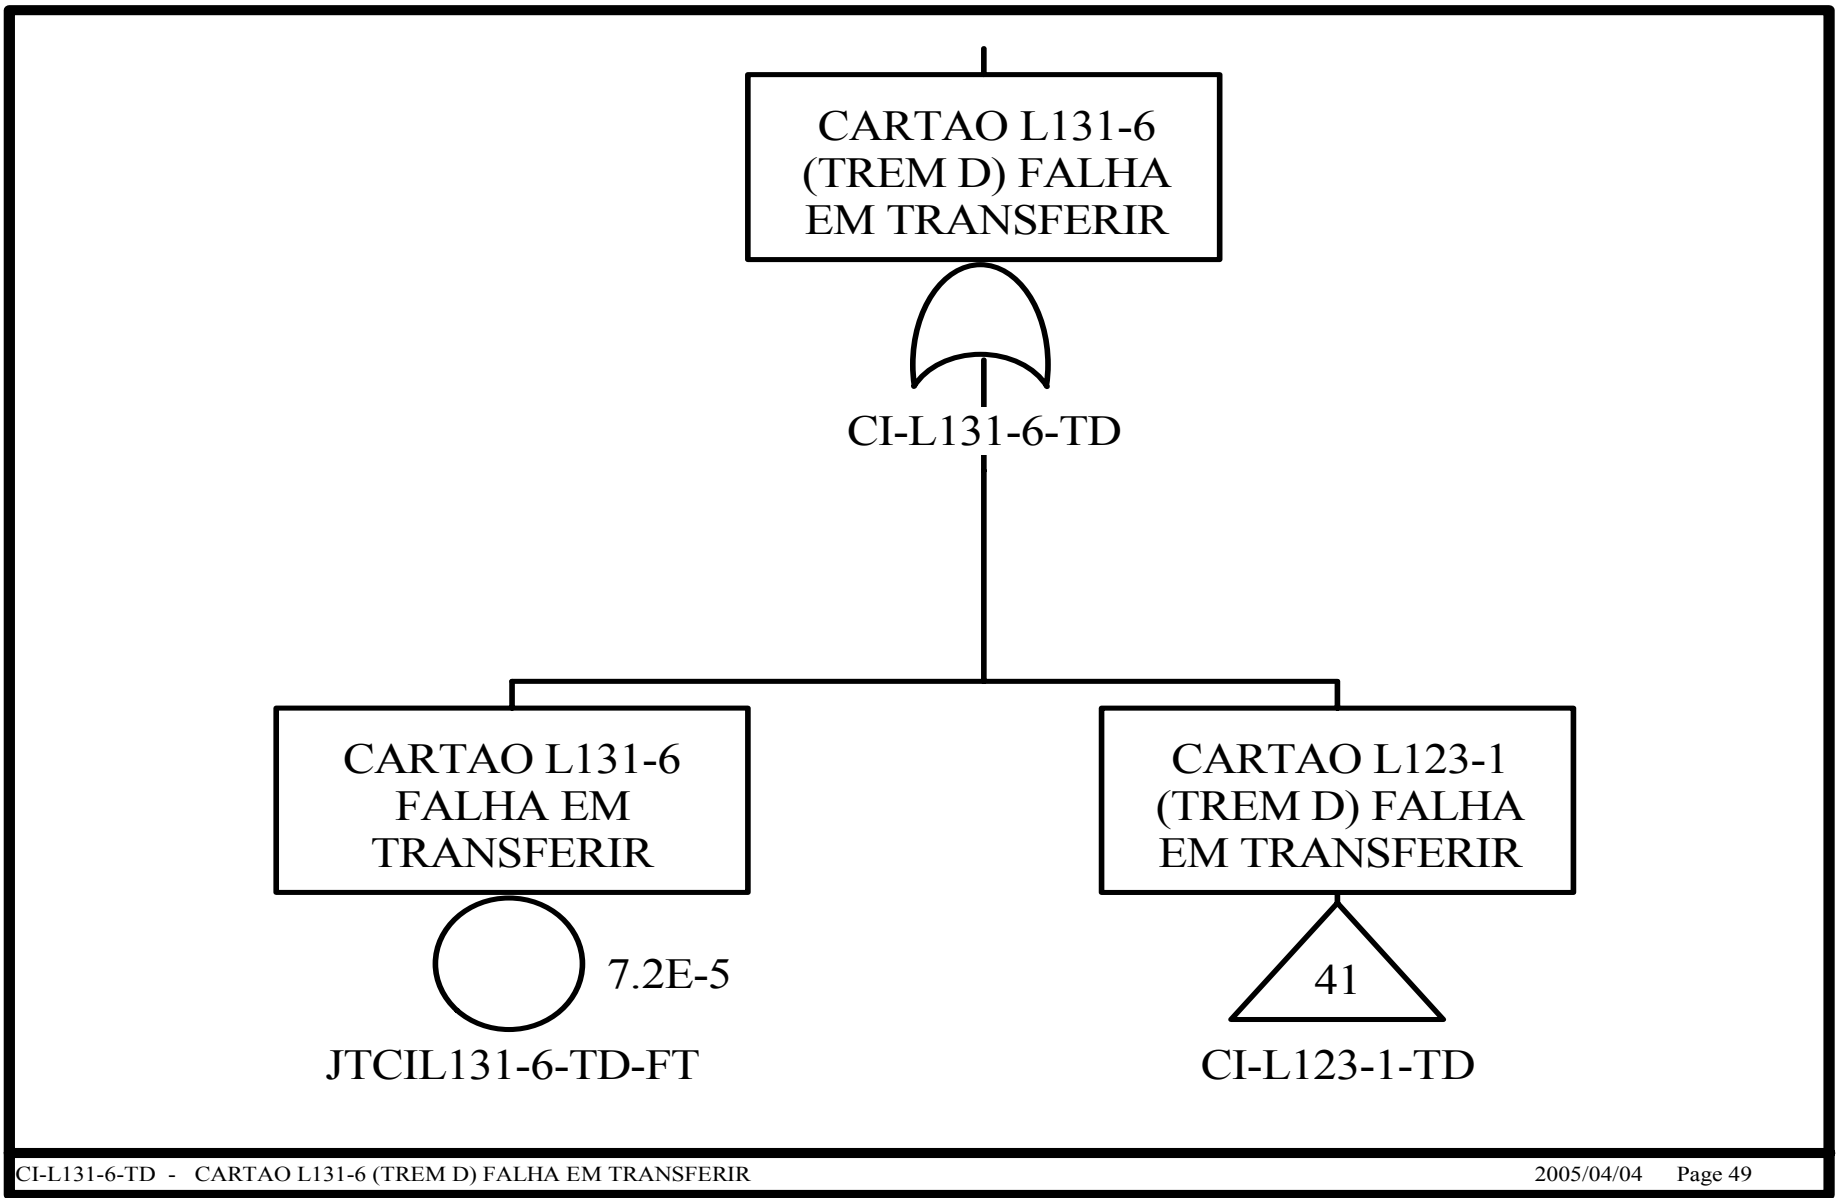 CARTAO L131-6
(TREM D) FALHA
EM TRANSFERIR
CI-L131-6-TD
CARTAO L131-6
FALHA EM
TRANSFERIR
7.2E-5
JTCIL131-6-TD-FT
CARTAO L123-1
(TREM D) FALHA
EM TRANSFERIR
41
CI-L123-1-TD
CI-L131-6-TD - CARTAO L131-6 (TREM D) FALHA EM TRANSFERIR 2005/04/04 Page 49